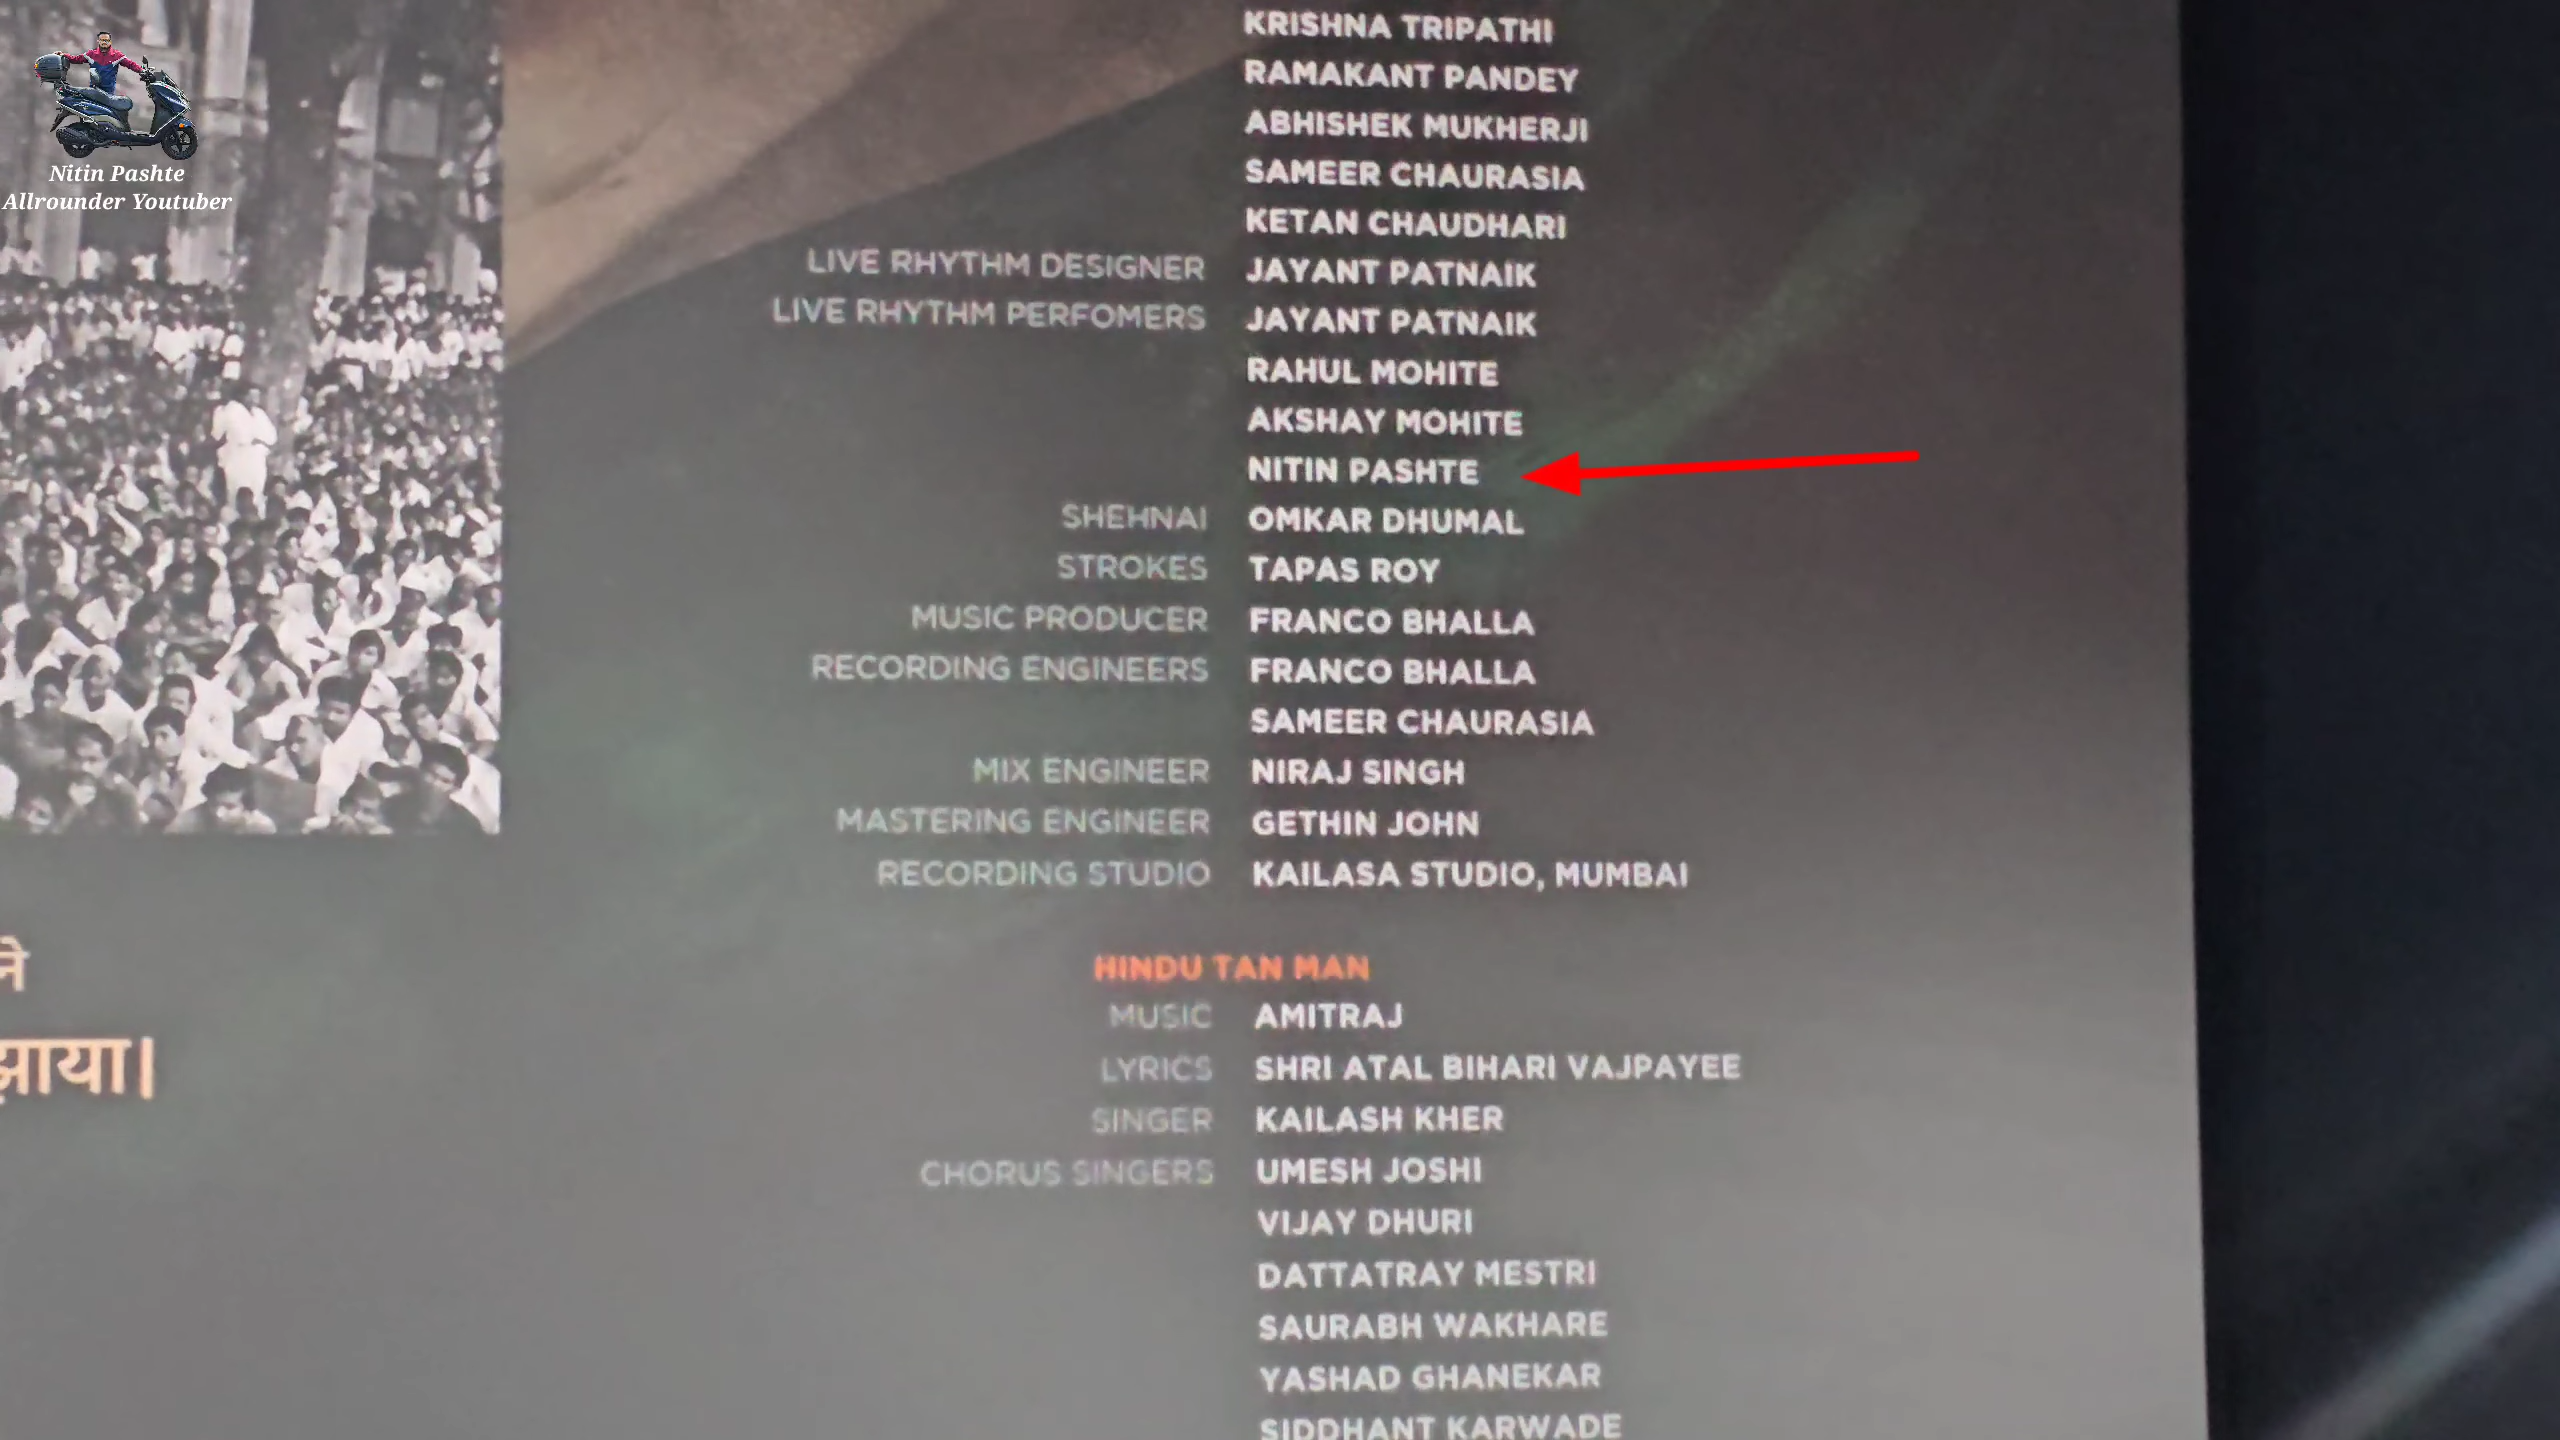 Nitin Pashte
Allrounder Youtuber
KRISHNA TRIPATHI
RAMAKANT PANDEY
ABHISHEK MUKHERJI
SAMEER CHAURASIA
KETAN CHAUDHARI
LIVE RHYTHM DESIGNER JAYANT PATNAIK
LIVE RHYTHM PERFOMERS JAYANT PATNAIK
RAHUL MOHITE
AKSHAY MOHITE
NITIN PASHTE
SHEHNAI OMKAR DHUMAL
STROKES TAPAS ROY
MUSIC PRODUCER FRANCO BHALLA
RECORDING ENGINEERS FRANCO BHALLA
SAMEER CHAURASIA
MIX ENGINEER NIRAJ SINGH
MASTERING ENGINEER GETHIN JOHN
RECORDING STUDIO KAILASA STUDIO, MUMBAI
HINDU TAN MAN
MUSIC AMITRAJ
LYRICS SHRI ATAL BIHARI VAJPAYEE
SINGER KAILASH KHER
CHORUS SINGERS UMESH JOSHI
VIJAY DHURI
DATTATRAY MESTRI
SAURABH WAKHARE
YASHAD GHANEKAR
SIDDHANT KARWADE